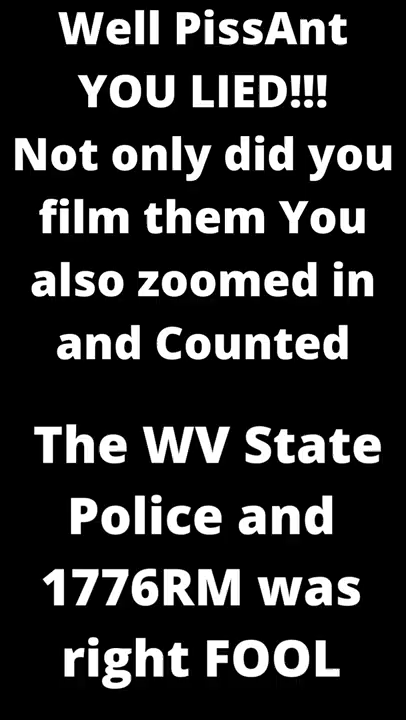 Well PissAnt
YOU LIED!!!
Not only did you
film them You
also zoomed in
and Counted
The WV State
Police and
1776RM was
right FOOL